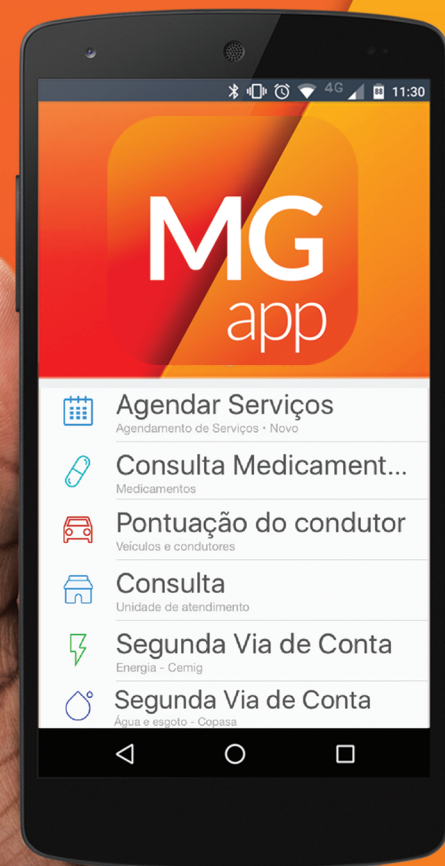 4G 11:30
MG
app
Agendar Serviços
Agendamento de Serviços • Novo
Consulta Medicament...
Medicamentos
Pontuação do condutor
Veículos e condutores
Consulta
Unidade de atendimento
Segunda Via de Conta
Energia - Cemig
Segunda Via de Conta
Água e esgoto - Copasa